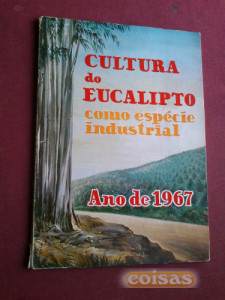 CULTURA
do
EUCALIPTO
como espécie
industrial
Ano de 1967
coisas